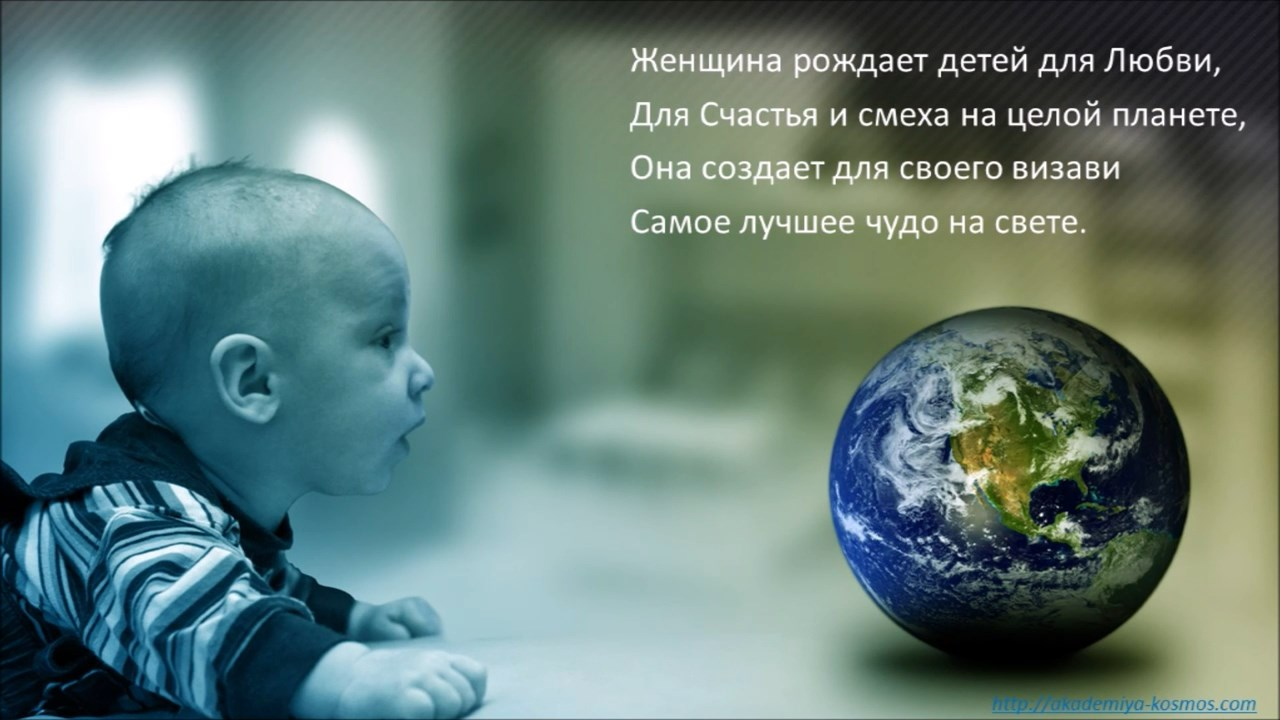 Женщина рождает детей для Любви,
Для Счастья и смеха на целой планете,
Она создает для своего визави
Самое лучшее чудо на свете.
http://akademiya-kosmos.com